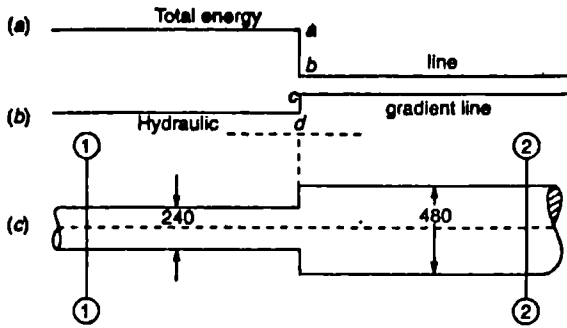 (a) Total energy a
b line
c
(b) Hydraulic d gradient line
1 2
(c) 240 480
1 2